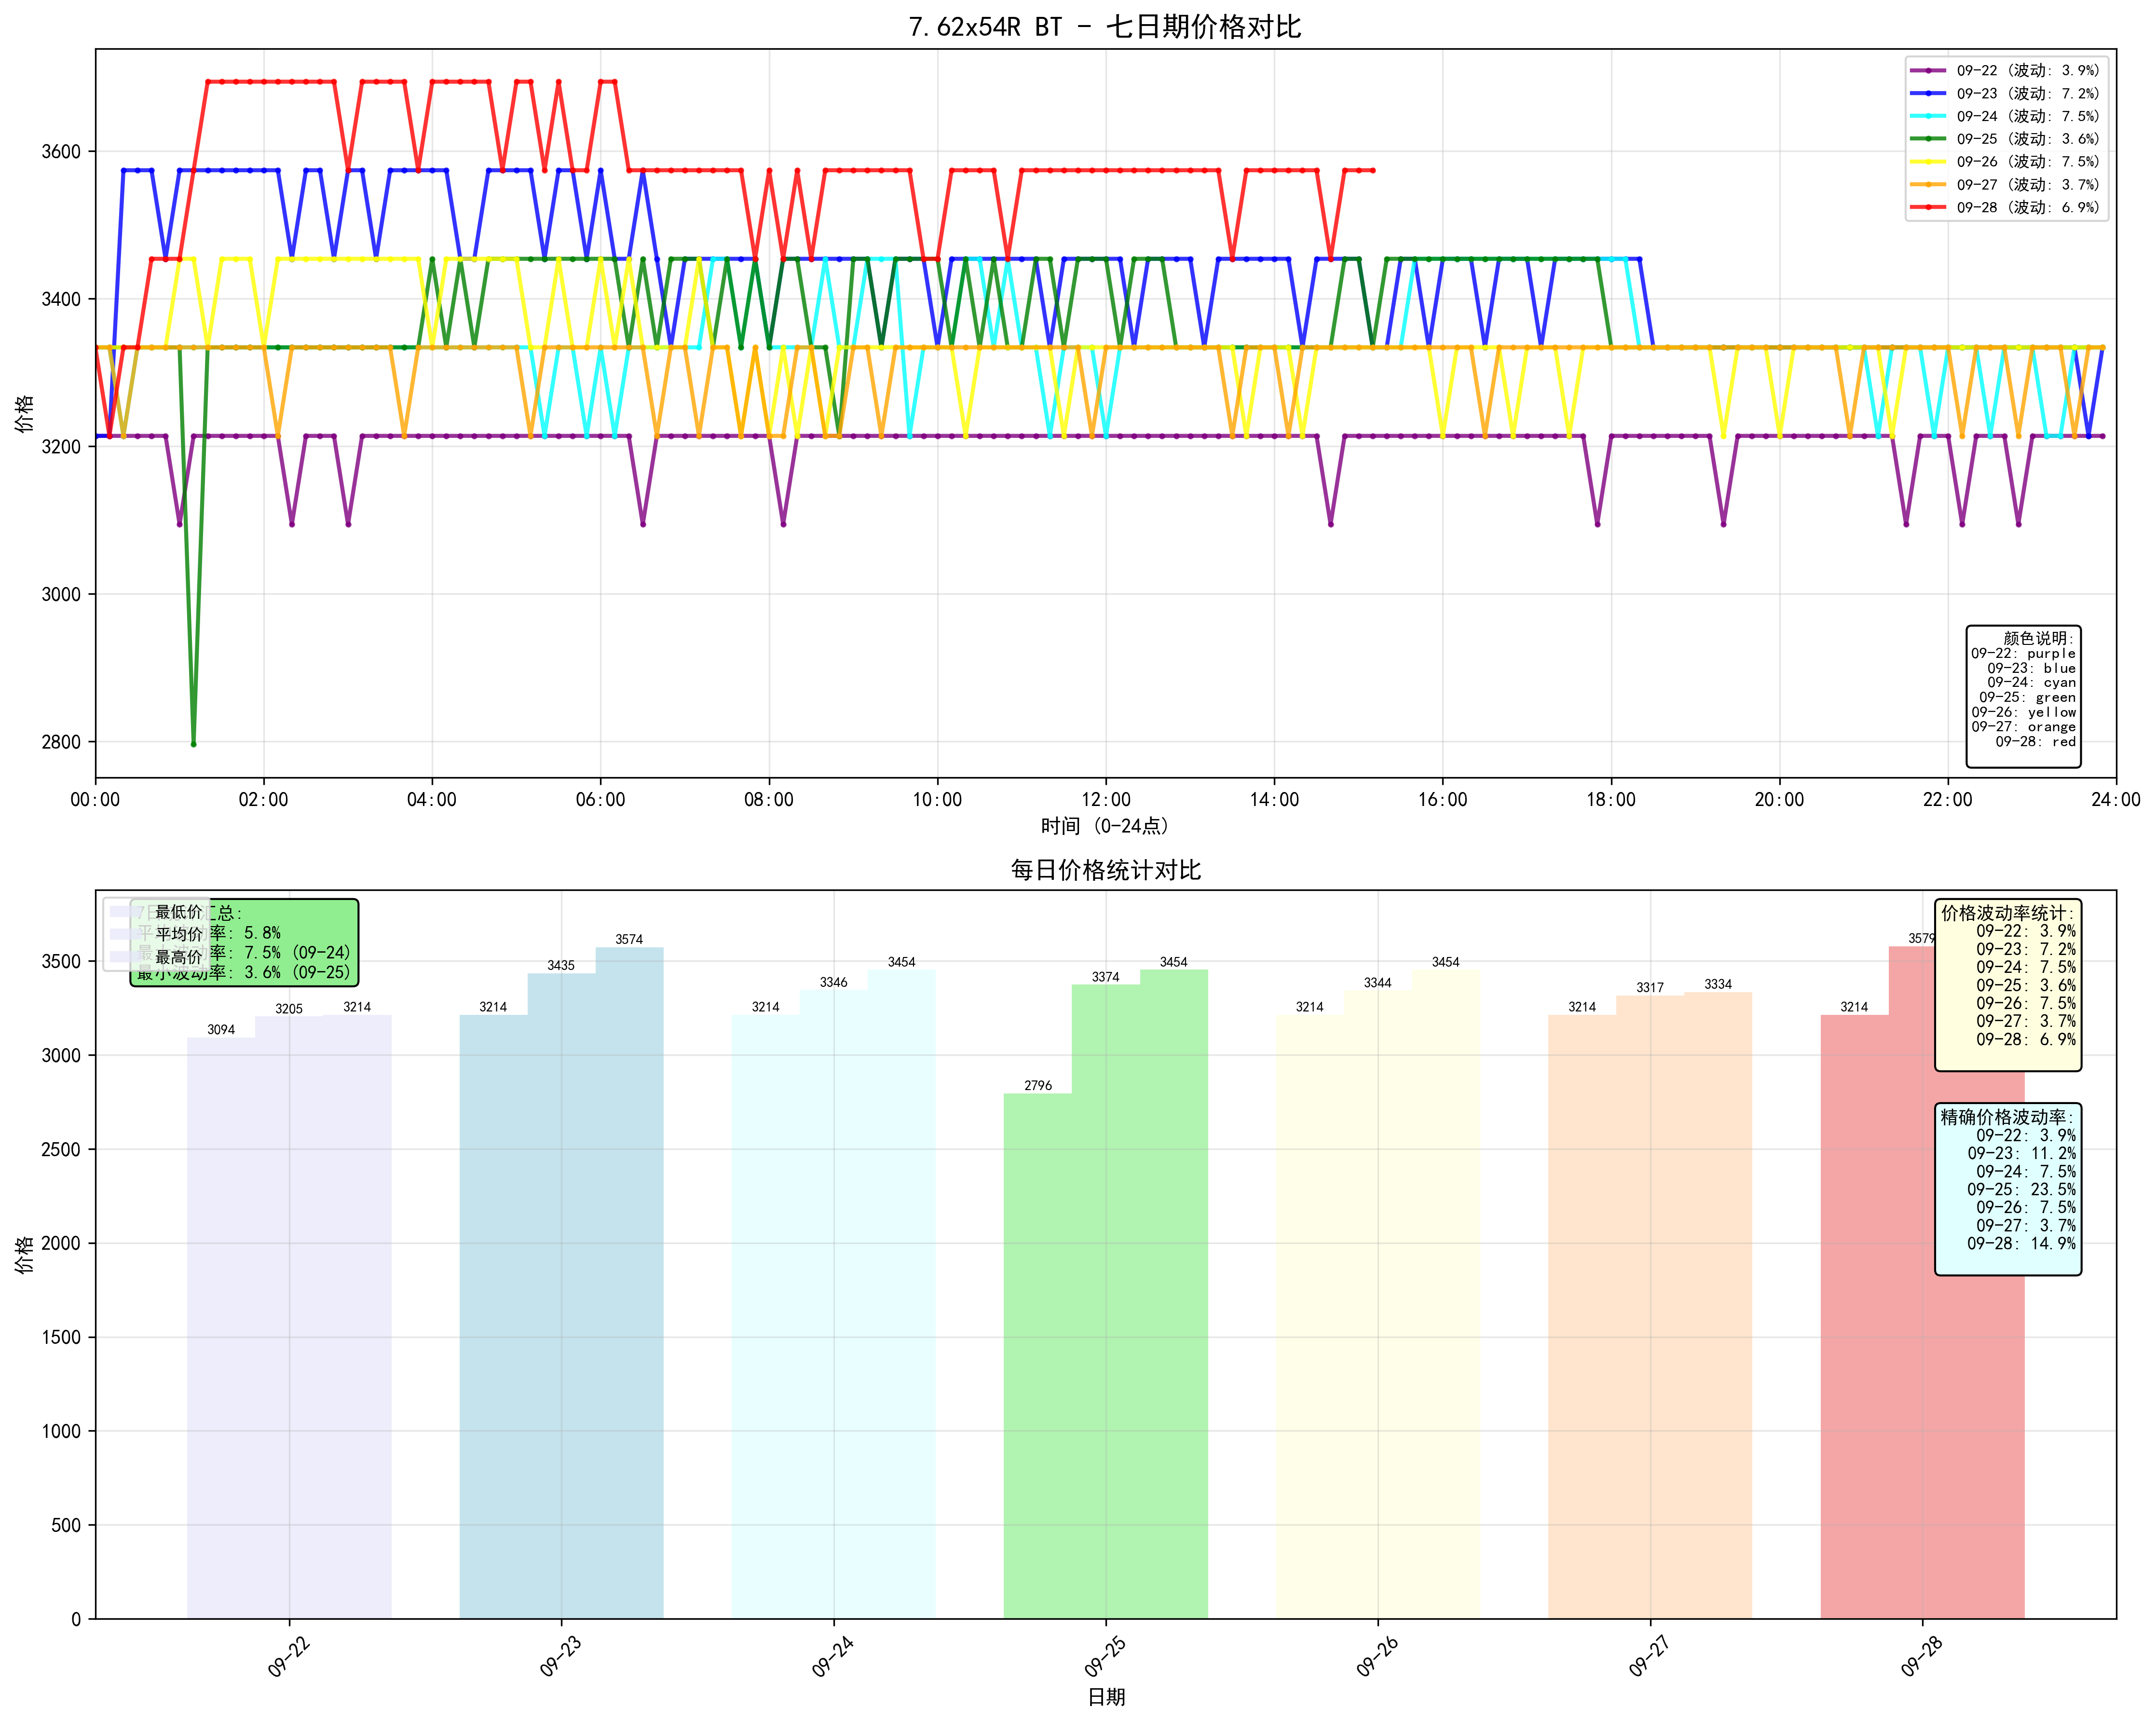 7.62x54R BT - 七日期价格对比
价格
3600
3400
3200
3000
2800
09-22 (波动: 3.9%)
09-23 (波动: 7.2%)
09-24 (波动: 7.5%)
09-25 (波动: 3.6%)
09-26 (波动: 7.5%)
09-27 (波动: 3.7%)
09-28 (波动: 6.9%)
颜色说明:
09-22: purple
09-23: blue
09-24: cyan
09-25: green
09-26: yellow
09-27: orange
09-28: red
00:00 02:00 04:00 06:00 08:00 10:00 12:00 14:00 16:00 18:00 20:00 22:00 24:00
时间 (0-24点)
每日价格统计对比
价格
3500
3000
2500
2000
1500
1000
500
0
最低价
平均价
最高价
7日 汇总:
率: 5.8%
率: 7.5% (09-24)
最小波动率: 3.6% (09-25)
3094 3205 3214
3214 3435 3574
3214 3346 3454
2796 3374 3454
3214 3344 3454
3214 3317 3334
3214 3579
价格波动率统计:
09-22: 3.9%
09-23: 7.2%
09-24: 7.5%
09-25: 3.6%
09-26: 7.5%
09-27: 3.7%
09-28: 6.9%
精确价格波动率:
09-22: 3.9%
09-23: 11.2%
09-24: 7.5%
09-25: 23.5%
09-26: 7.5%
09-27: 3.7%
09-28: 14.9%
09-22 09-23 09-24 09-25 09-26 09-27 09-28
日期